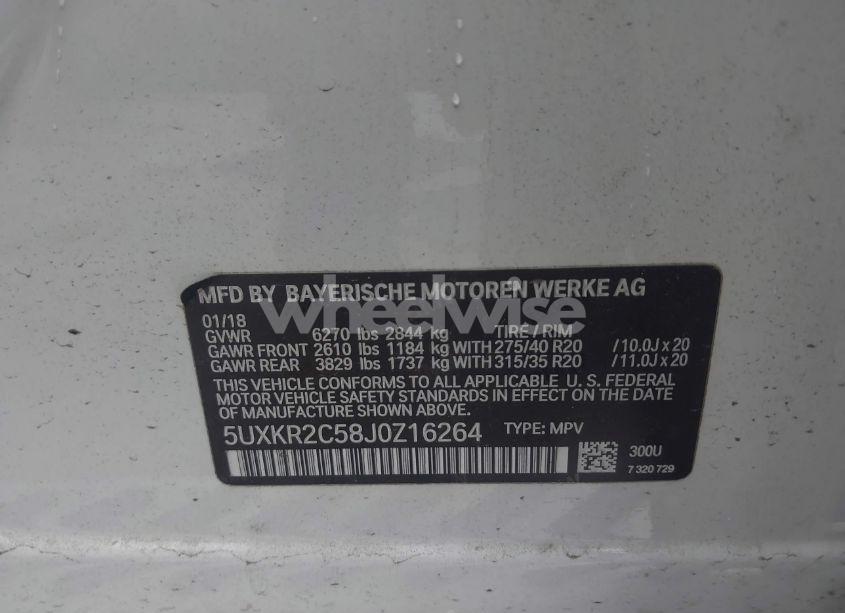 MFD BY BAYERISCHE MOTOREN WERKE AG
wheelwise
01/18 TIRE / RIM
GVWR 6270 lbs 2844 kg
GAWR FRONT 2610 lbs 1184 kg WITH 275/40 R20 /10.0J x 20
GAWR REAR 3829 lbs 1737 kg WITH 315/35 R20 /11.0J x 20
THIS VEHICLE CONFORMS TO ALL APPLICABLE U. S. FEDERAL
MOTOR VEHICLE SAFETY STANDARDS IN EFFECT ON THE DATE
OF MANUFACTURE SHOWN ABOVE.
5UXKR2C58J0Z16264 TYPE: MPV
300U
7 320 729